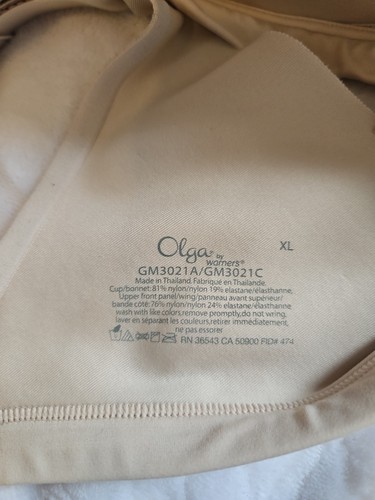 XL
Olga® by
warners®
GM3021A/GM3021C
Made in Thailand. Fabriqué en Thaïlande.
Cup/bonnet: 81% nylon/nylon 19% elastane/élasthanne.
Upper front panel/wing/panneau avant supérieur/
bande coté: 76% nylon/nylon 24% elastane/élasthanne
wash with like colors,remove promptly,do not wring.
laver en séparant les couleurs,retirer immédiatement,
ne pas essorer
RN 36543 CA 50900 FID# 474